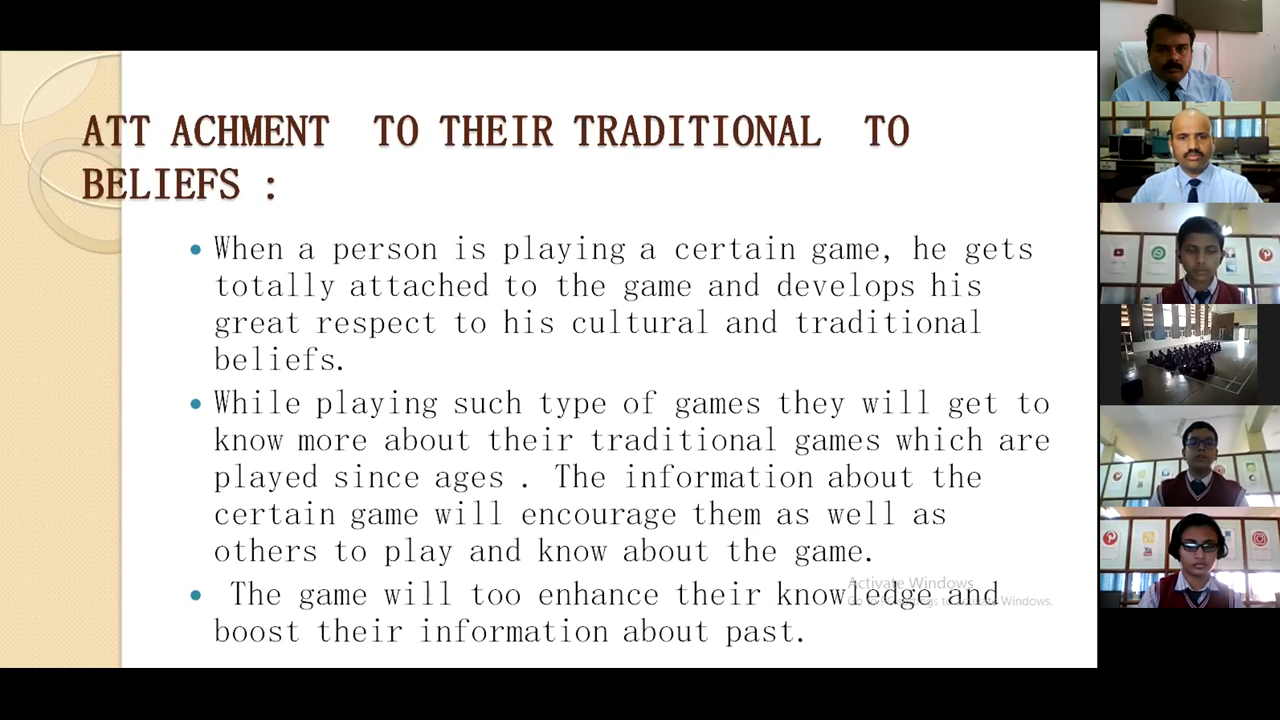 ATT ACHMENT TO THEIR TRADITIONAL TO
BELIEFS :
• When a person is playing a certain game, he gets
totally attached to the game and develops his
great respect to his cultural and traditional
beliefs.
• While playing such type of games they will get to
know more about their traditional games which are
played since ages . The information about the
certain game will encourage them as well as
others to play and know about the game.
• The game will too enhance their knowledge and
boost their information about past.
Activate Windows
Go to Settings to Activate Windows.